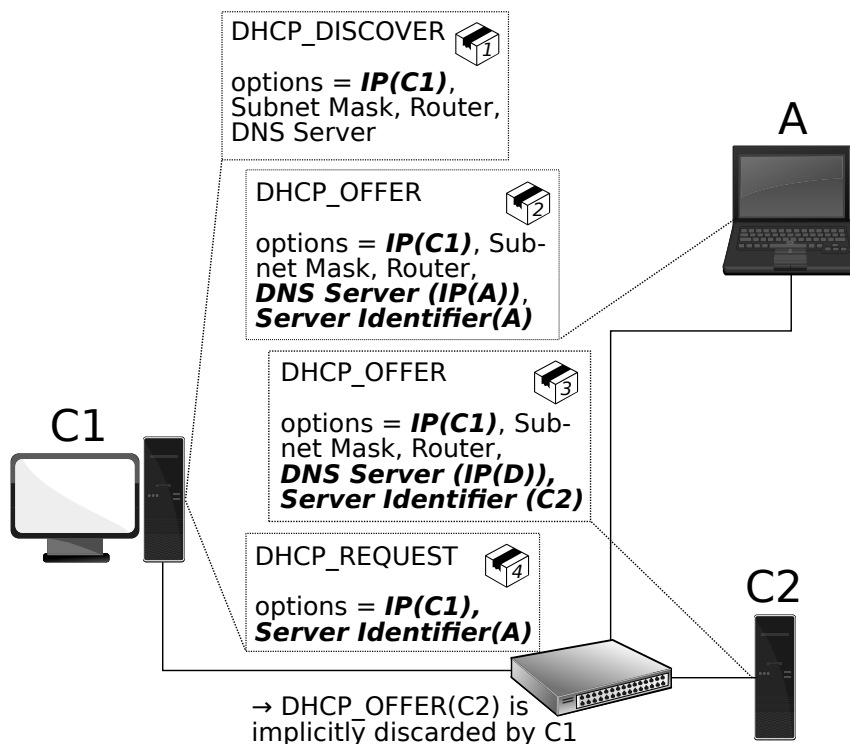 DHCP_DISCOVER
1
options = IP(C1),
Subnet Mask, Router,
DNS Server
A
DHCP_OFFER
2
options = IP(C1), Sub-
net Mask, Router,
DNS Server (IP(A)),
Server Identifier(A)
DHCP_OFFER
3
options = IP(C1), Sub-
net Mask, Router,
DNS Server (IP(D)),
Server Identifier (C2)
C1
DHCP_REQUEST
4
options = IP(C1),
Server Identifier(A)
C2
→ DHCP_OFFER(C2) is
implicitly discarded by C1